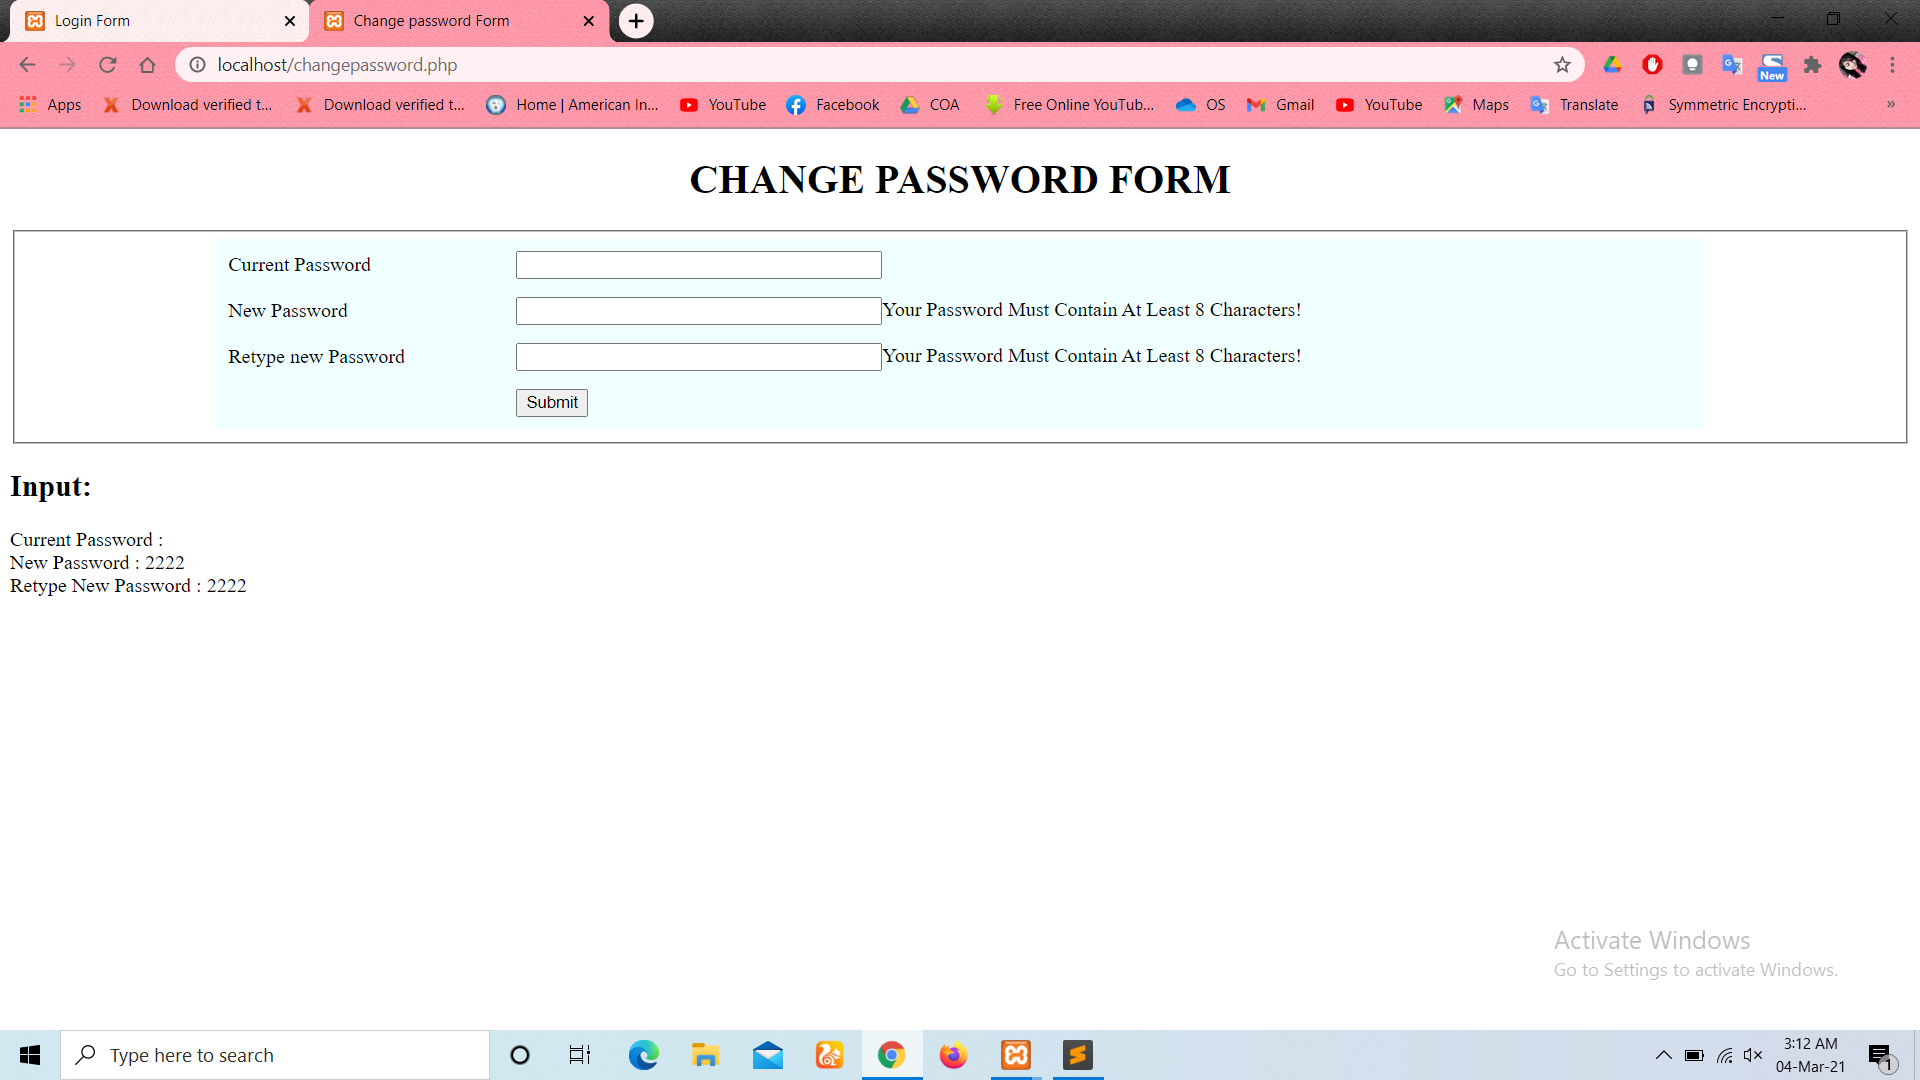 Login Form
Change password Form
localhost/changepassword.php
New
Apps
Download verified t...
Download verified t...
Home | American In...
YouTube
Facebook
COA
Free Online YouTub...
OS
Gmail
YouTube
Maps
Translate
Symmetric Encrypti...
»
CHANGE PASSWORD FORM
Current Password
New Password
Your Password Must Contain At Least 8 Characters!
Retype new Password
Your Password Must Contain At Least 8 Characters!
Submit
Input:
Current Password :
New Password : 2222
Retype New Password : 2222
Activate Windows
Go to Settings to activate Windows.
Type here to search
3:12 AM
04-Mar-21
1